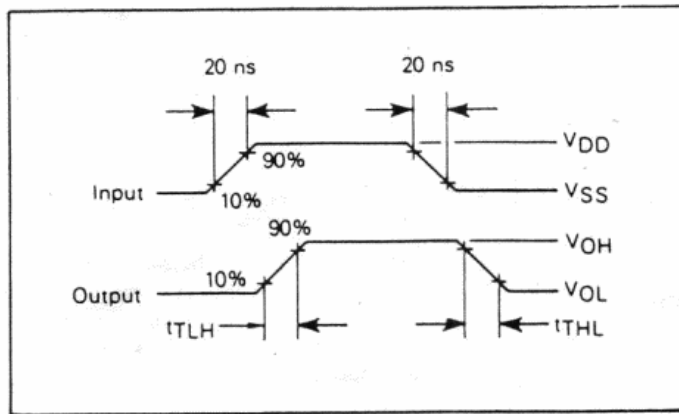 20 ns 20 ns
90% VDD
Input 10% VSS
90% VOH
10%
Output VOL
tTLH tTHL